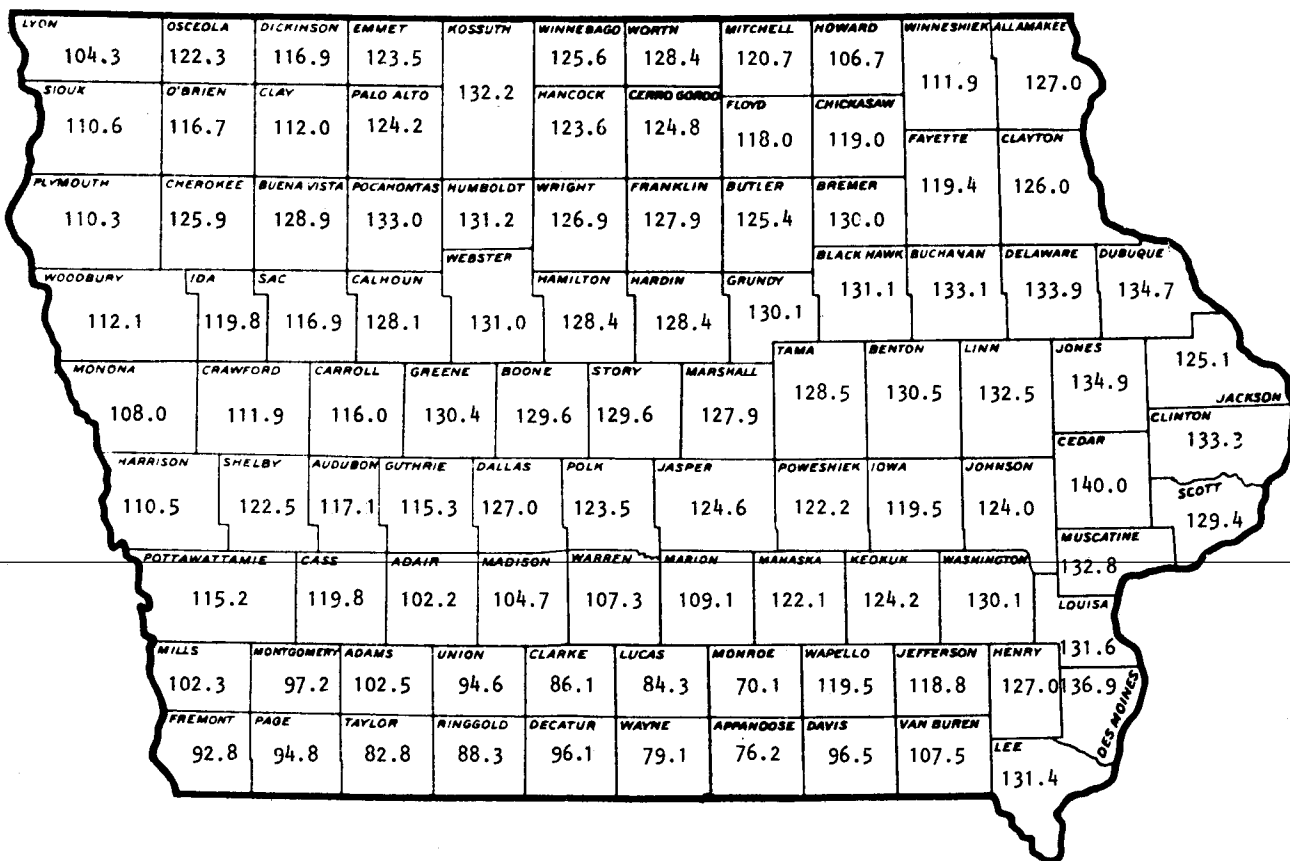 LYON OSCEOLA DICKINSON EMMET KOSSUTH WINNEBAGO WORTH MITCHELL HOWARD WINNESHIEK ALLAMAKEE
104.3 122.3 116.9 123.5 132.2 125.6 128.4 120.7 106.7 111.9 127.0
SIOUX O'BRIEN CLAY PALO ALTO HANCOCK CERRO GORDO FLOYD CHICKASAW
110.6 116.7 112.0 124.2 123.6 124.8 118.0 119.0
FAYETTE CLAYTON
119.4 126.0
PLYMOUTH CHEROKEE BUENA VISTA POCAHONTAS HUMBOLDT WRIGHT FRANKLIN BUTLER BREMER
110.3 125.9 128.9 133.0 131.2 126.9 127.9 125.4 130.0
WOODBURY IDA SAC CALHOUN WEBSTER HAMILTON HARDIN GRUNDY BLACK HAWK BUCHANAN DELAWARE DUBUQUE
112.1 119.8 116.9 128.1 131.0 128.4 128.4 130.1 131.1 133.1 133.9 134.7
MONONA CRAWFORD CARROLL GREENE BOONE STORY MARSHALL TAMA BENTON LINN JONES JACKSON
108.0 111.9 116.0 130.4 129.6 129.6 127.9 128.5 130.5 132.5 134.9 125.1
CLINTON
133.3
HARRISON SHELBY AUDUBON GUTHRIE DALLAS POLK JASPER POWESHIEK IOWA JOHNSON CEDAR SCOTT
110.5 122.5 117.1 115.3 127.0 123.5 124.6 122.2 119.5 124.0 140.0 129.4
POTTAWATTAMIE CASS ADAIR MADISON WARREN MARION MAHASKA KEOKUK WASHINGTON MUSCATINE
115.2 119.8 102.2 104.7 107.3 109.1 122.1 124.2 130.1 132.8
LOUISA
131.6
MILLS MONTGOMERY ADAMS UNION CLARKE LUCAS MONROE WAPELLO JEFFERSON HENRY DES MOINES
102.3 97.2 102.5 94.6 86.1 84.3 70.1 119.5 118.8 127.0 136.9
FREMONT PAGE TAYLOR RINGGOLD DECATUR WAYNE APPANOOSE DAVIS VAN BUREN LEE
92.8 94.8 82.8 88.3 96.1 79.1 76.2 96.5 107.5 131.4